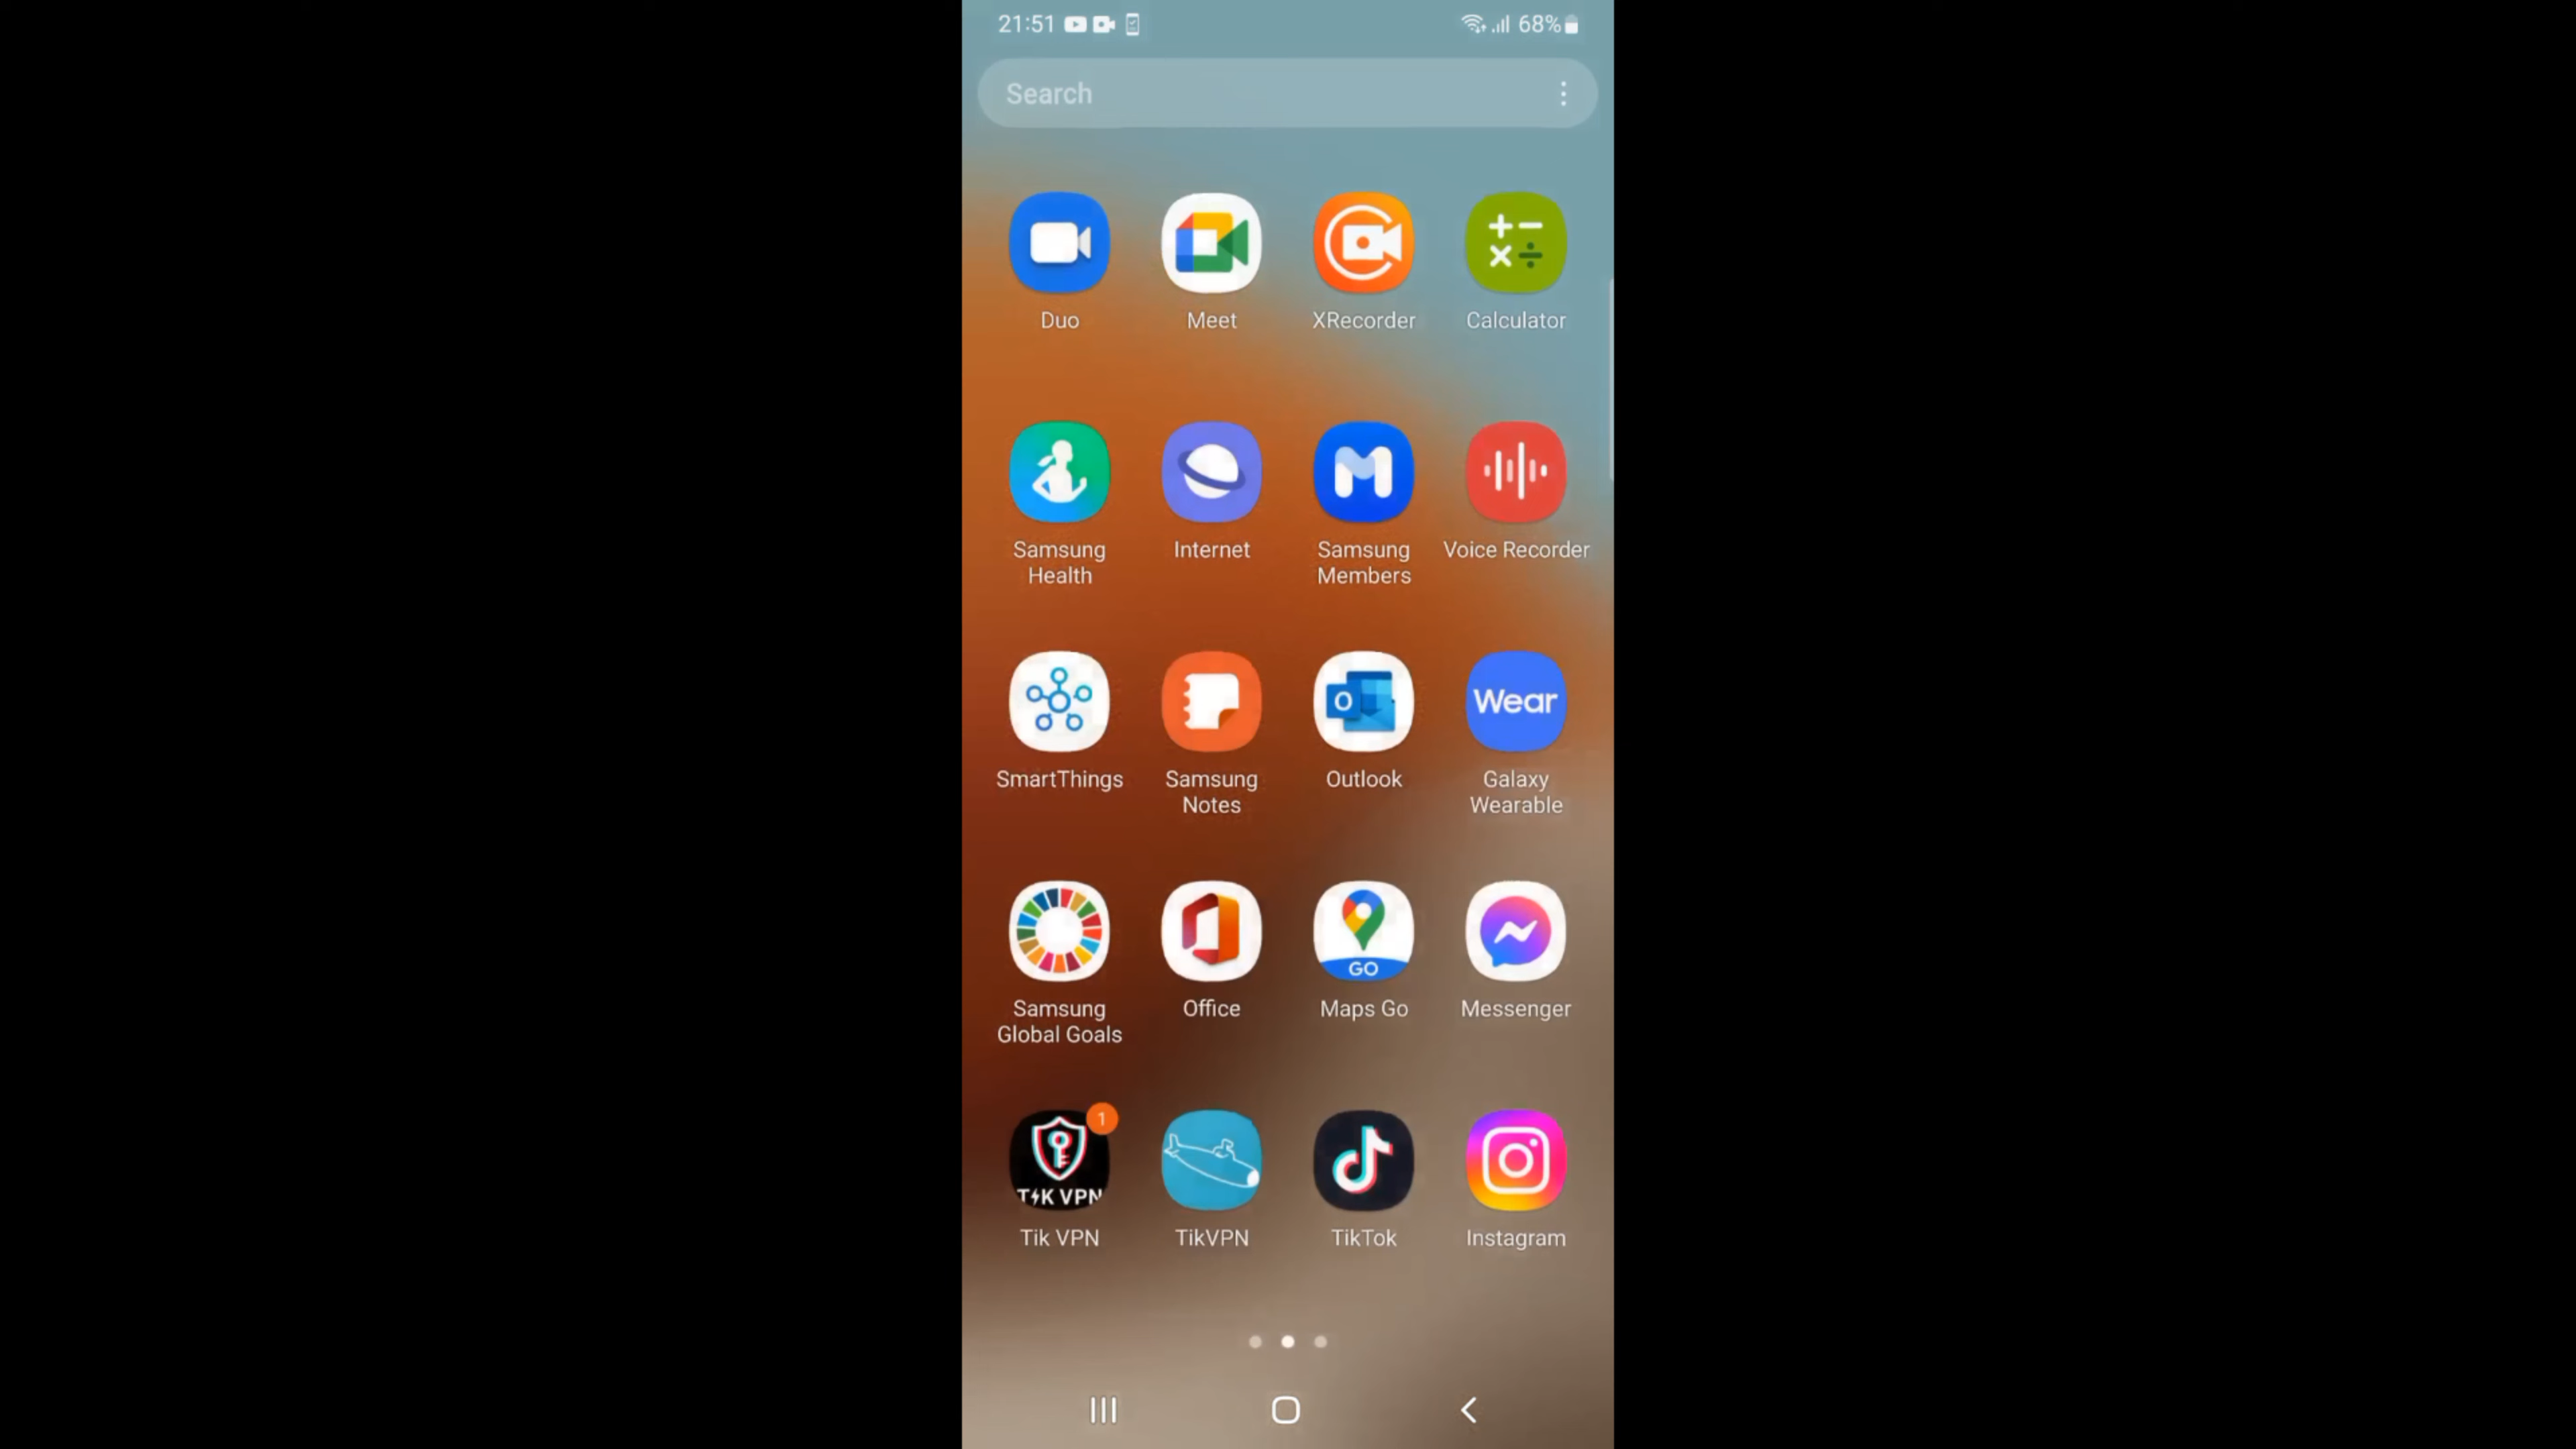 21:51 68%
Search
Duo Meet XRecorder Calculator
Samsung Internet Samsung Voice Recorder
Health Members
O Wear
SmartThings Samsung Outlook Galaxy
Notes Wearable
GO
Samsung Office Maps Go Messenger
Global Goals
1
T⚡K VPN
Tik VPN TikVPN TikTok Instagram